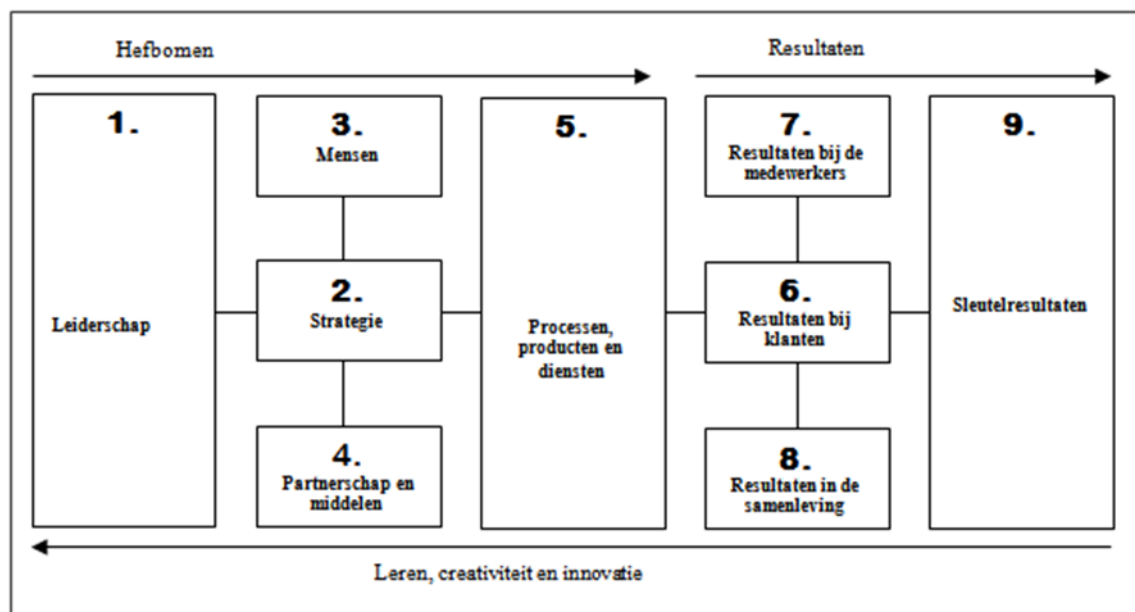 Hefbomen
Resultaten
1.
Leiderschap
3.
Mensen
2.
Strategie
4.
Partnerschap en
middelen
5.
Processen,
producten en
diensten
7.
Resultaten bij de
medewerkers
6.
Resultaten bij
klanten
8.
Resultaten in de
samenleving
9.
Sleutelresultaten
Leren, creativiteit en innovatie